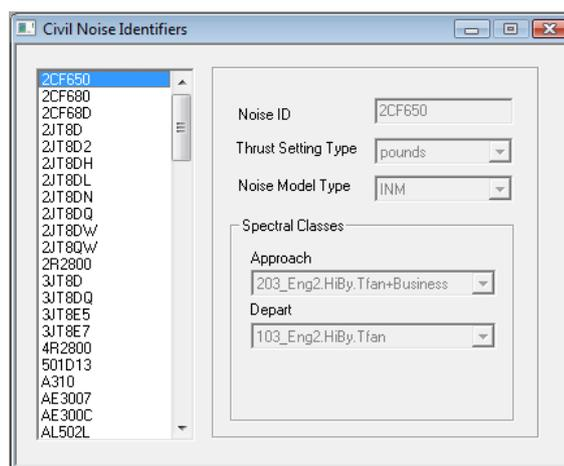 Civil Noise Identifiers
2CF650
2CF680
2CF68D
2JT8D
2JT8D2
2JT8DH
2JT8DL
2JT8DN
2JT8DQ
2JT8DW
2JT8QW
2R2800
3JT8D
3JT8DQ
3JT8E5
3JT8E7
4R2800
501D13
A310
AE3007
AE300C
AL502L
Noise ID
2CF650
Thrust Setting Type
pounds
Noise Model Type
INM
Spectral Classes
Approach
203_Eng2.HiBy.Tfan+Business
Depart
103_Eng2.HiBy.Tfan